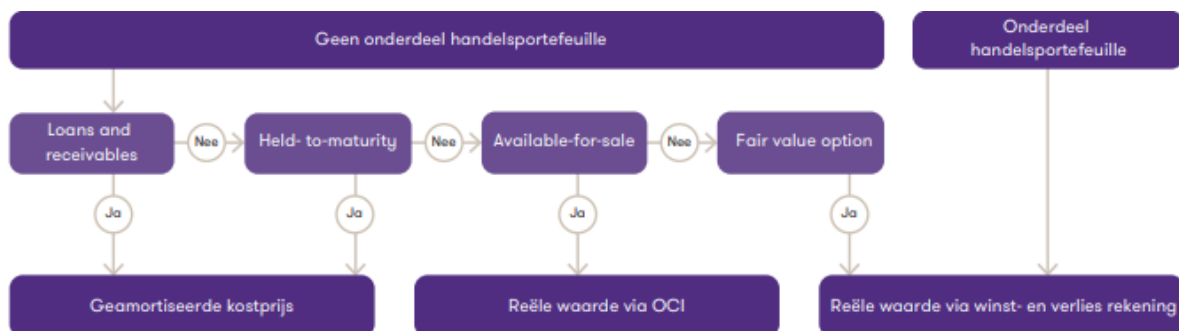 Geen onderdeel handelsportefeuille
Onderdeel
handelsportefeuille
Loans and
receivables
Nee
Held- to-maturity
Nee
Available-for-sale
Nee
Fair value option
Ja
Ja
Ja
Ja
Geamortiseerde kostprijs
Reële waarde via OCI
Reële waarde via winst- en verlies rekening